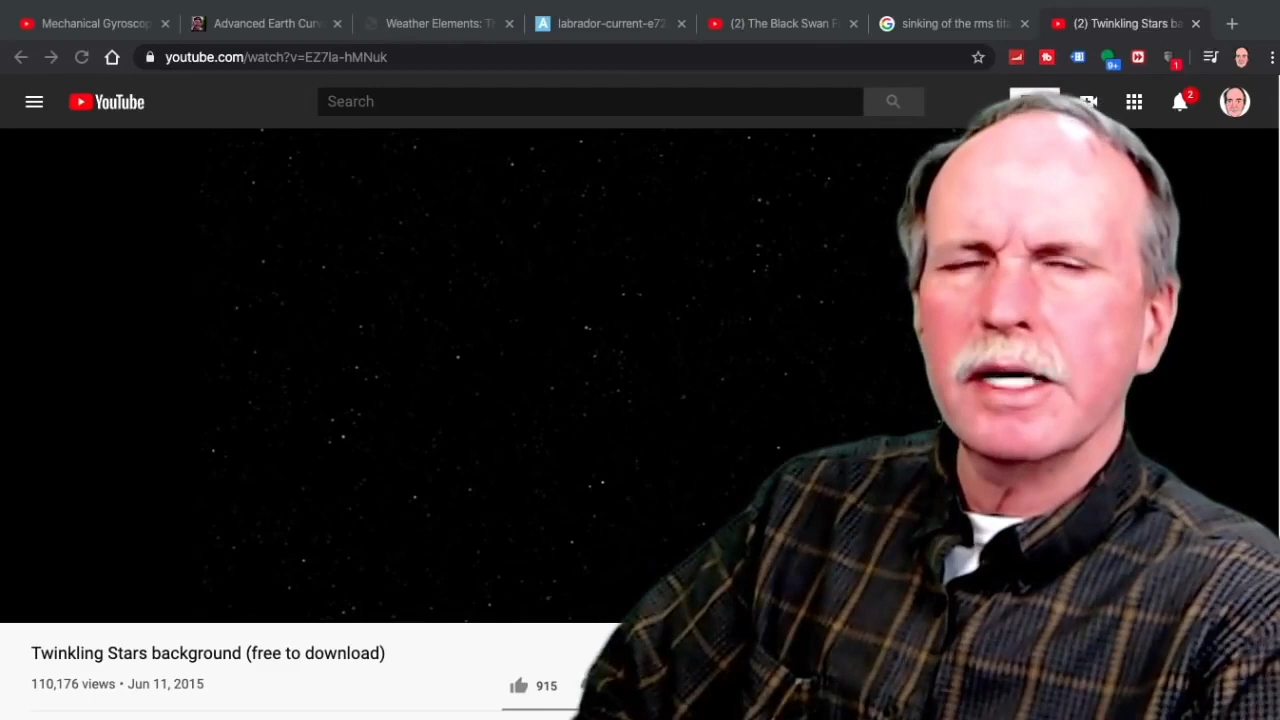 Mechanical Gyroscop
Advanced Earth Curv
Weather Elements: Th
labrador-current-e72
(2) The Black Swan F
sinking of the rms tita
(2) Twinkling Stars ba
youtube.com/watch?v=EZ7la-hMNuk
9+
1
YouTube
Search
2
Twinkling Stars background (free to download)
110,176 views • Jun 11, 2015
915